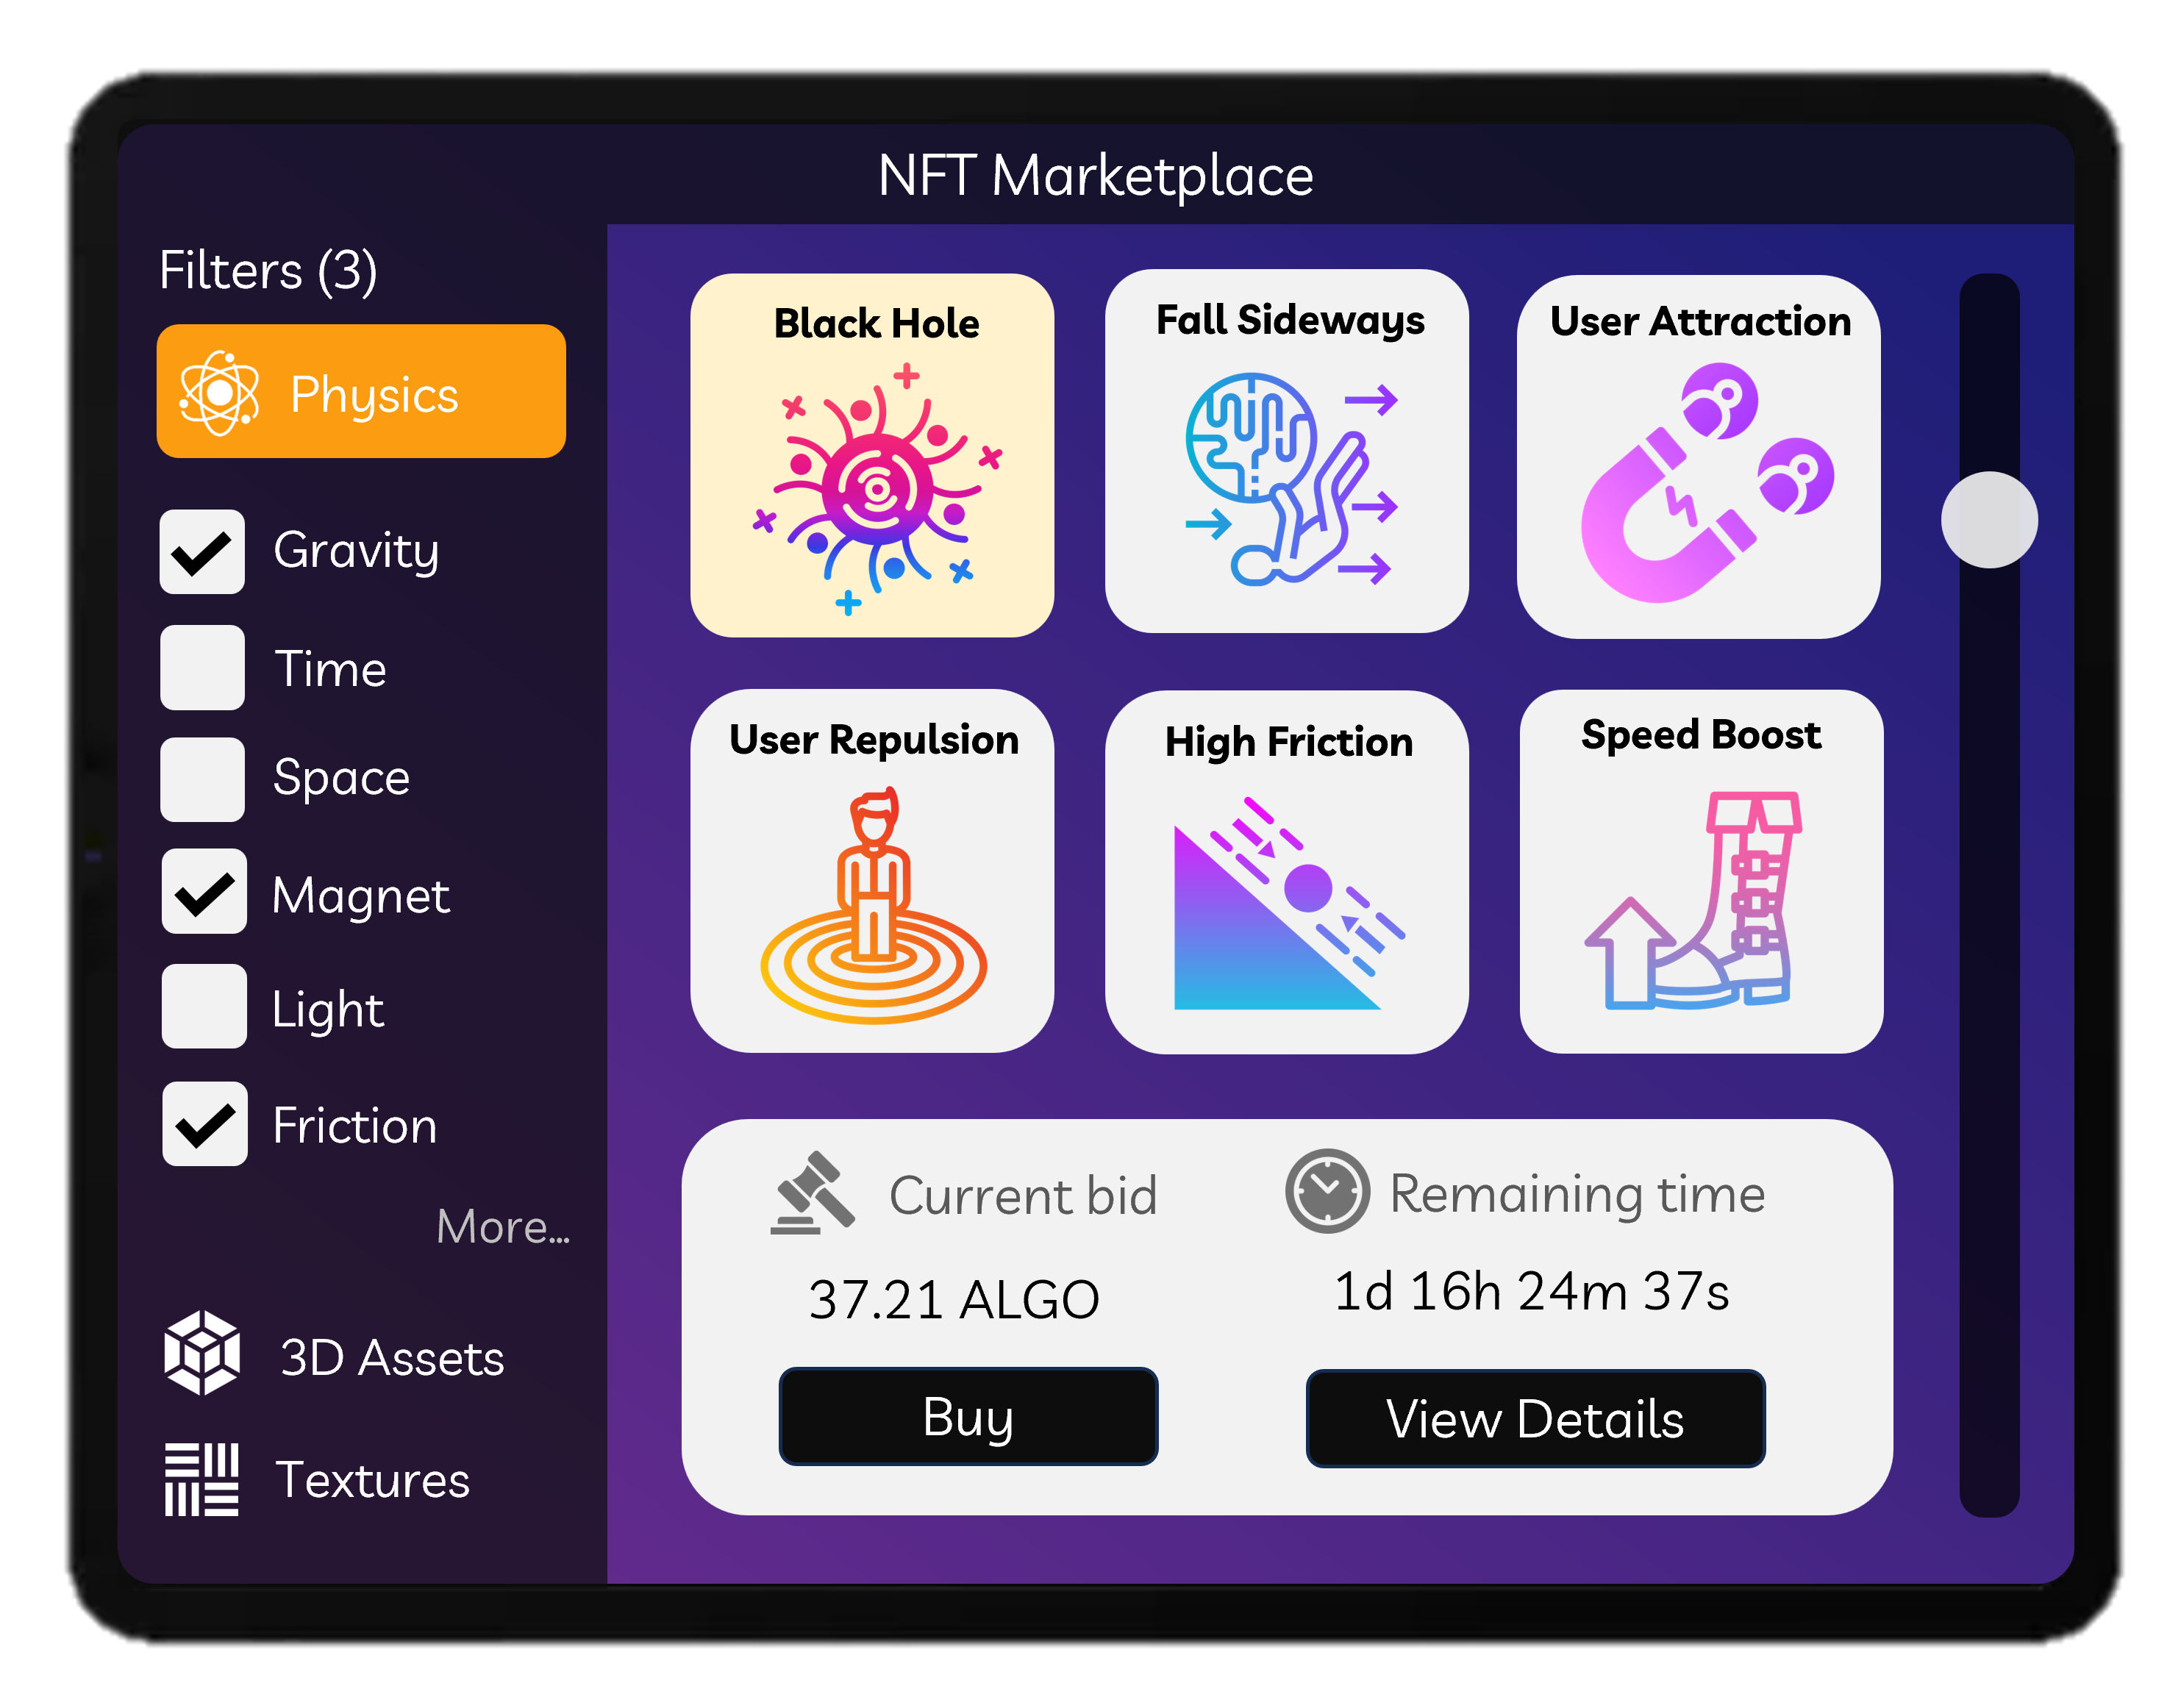 NFT Marketplace
Filters (3)
Physics
Gravity
Time
Space
Magnet
Light
Friction
More...
3D Assets
Textures
Black Hole
Fall Sideways
User Attraction
User Repulsion
High Friction
Speed Boost
Current bid
Remaining time
37.21 ALGO
1d 16h 24m 37s
Buy
View Details